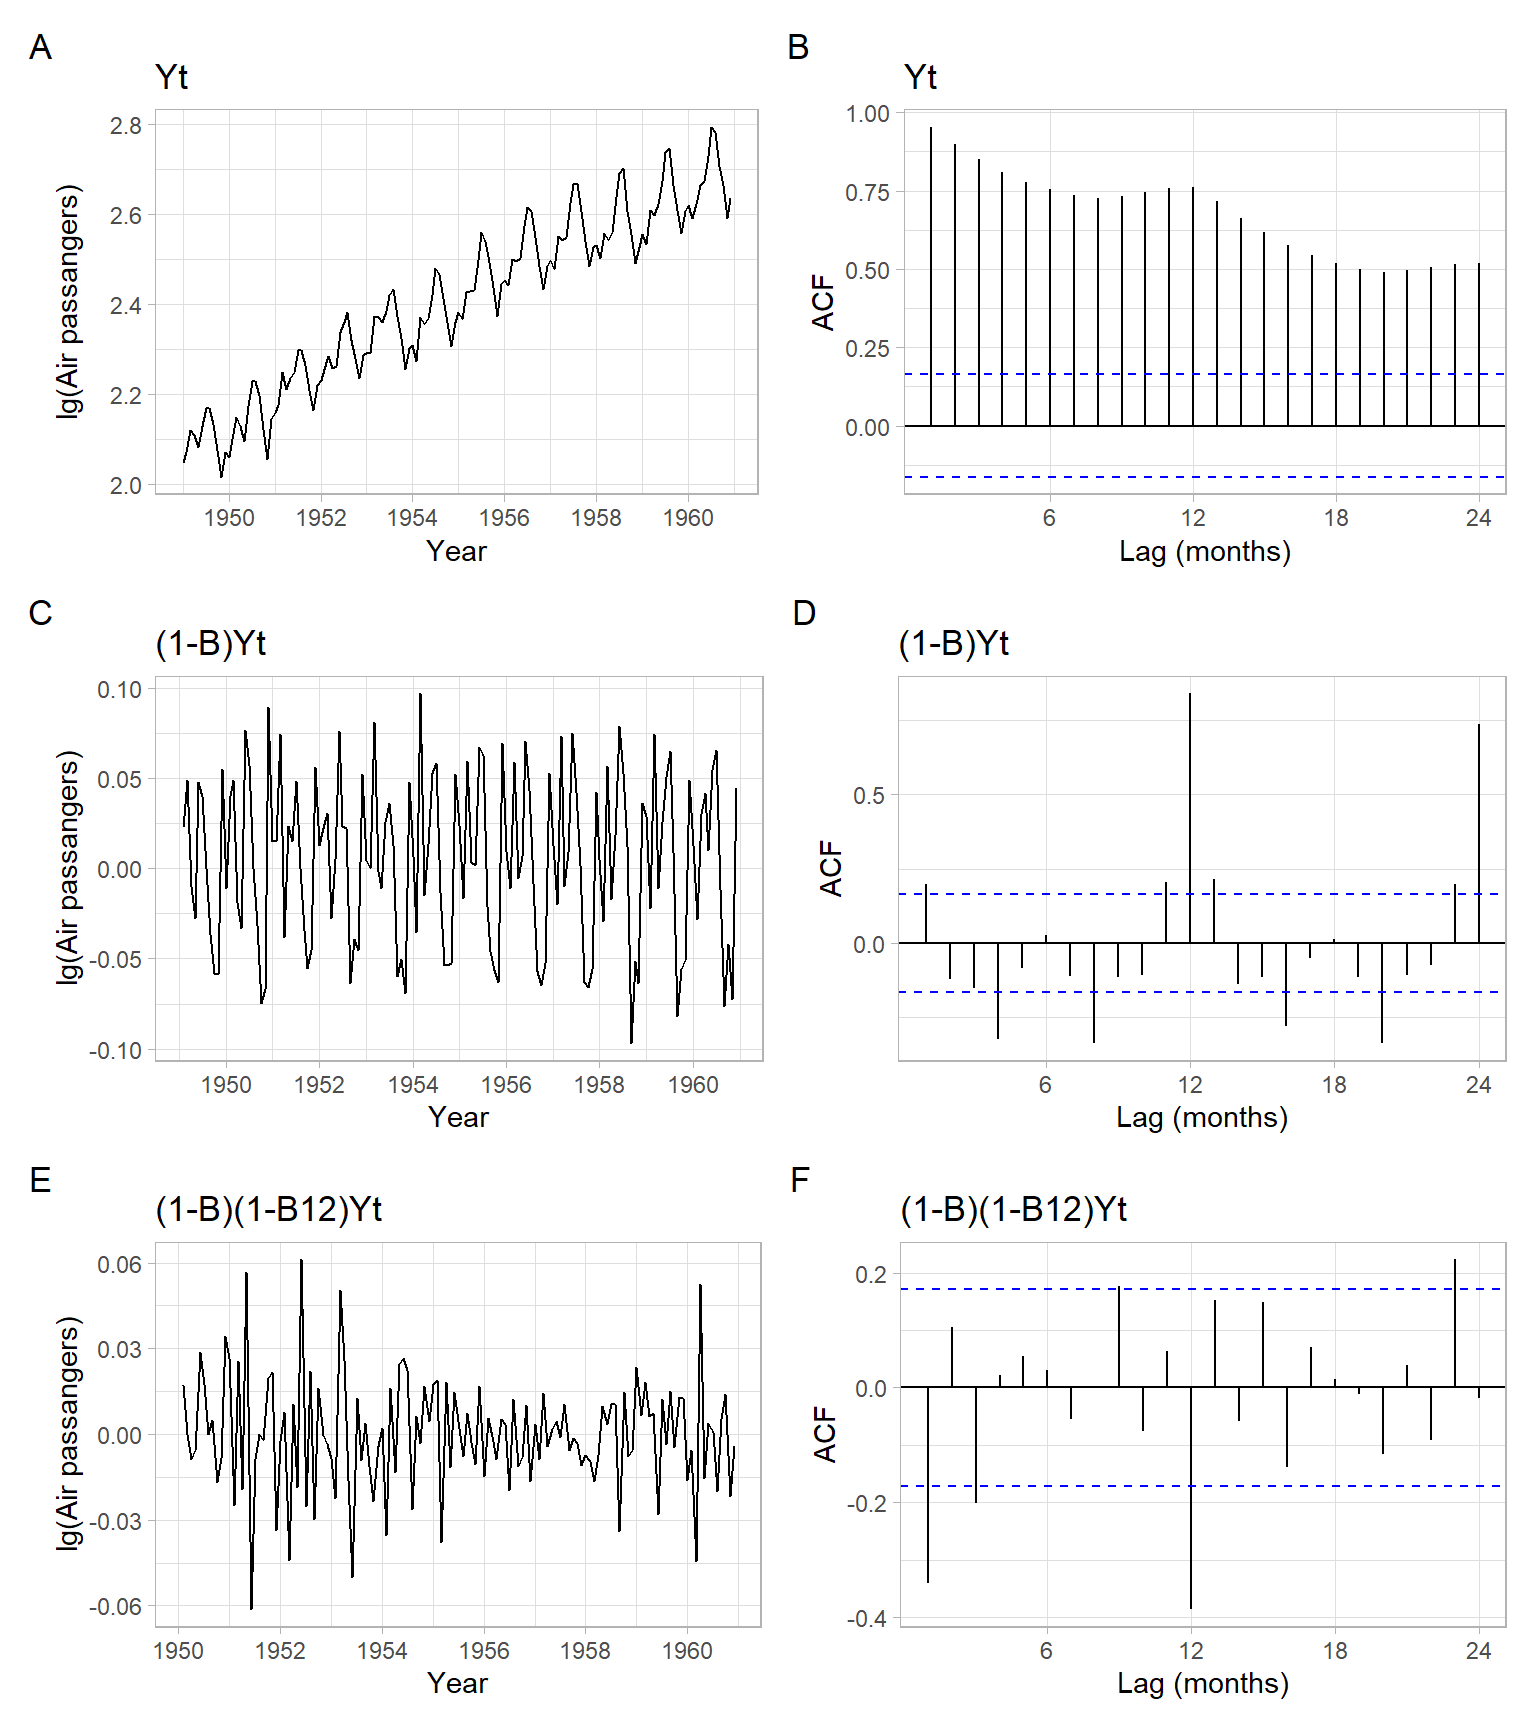 A
Yt
2.8
2.6
2.4
2.2
2.0
lg(Air passangers)
1950 1952 1954 1956 1958 1960
Year
B
Yt
1.00
0.75
0.50
0.25
0.00
ACF
6 12 18 24
Lag (months)
C
(1-B)Yt
0.10
0.05
0.00
-0.05
-0.10
lg(Air passangers)
1950 1952 1954 1956 1958 1960
Year
D
(1-B)Yt
0.5
0.0
ACF
6 12 18 24
Lag (months)
E
(1-B)(1-B12)Yt
0.06
0.03
0.00
-0.03
-0.06
lg(Air passangers)
1950 1952 1954 1956 1958 1960
Year
F
(1-B)(1-B12)Yt
0.2
0.0
-0.2
-0.4
ACF
6 12 18 24
Lag (months)